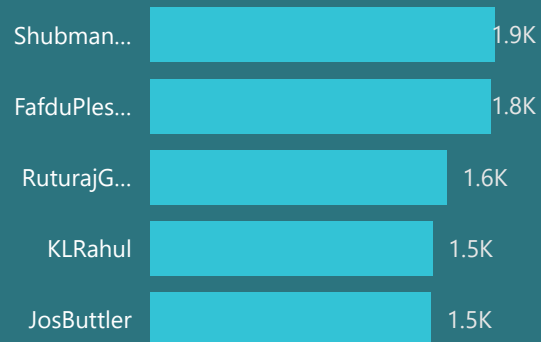 Shubman... 1.9K
FafduPles... 1.8K
RuturajG... 1.6K
KLRahul 1.5K
JosButtler 1.5K